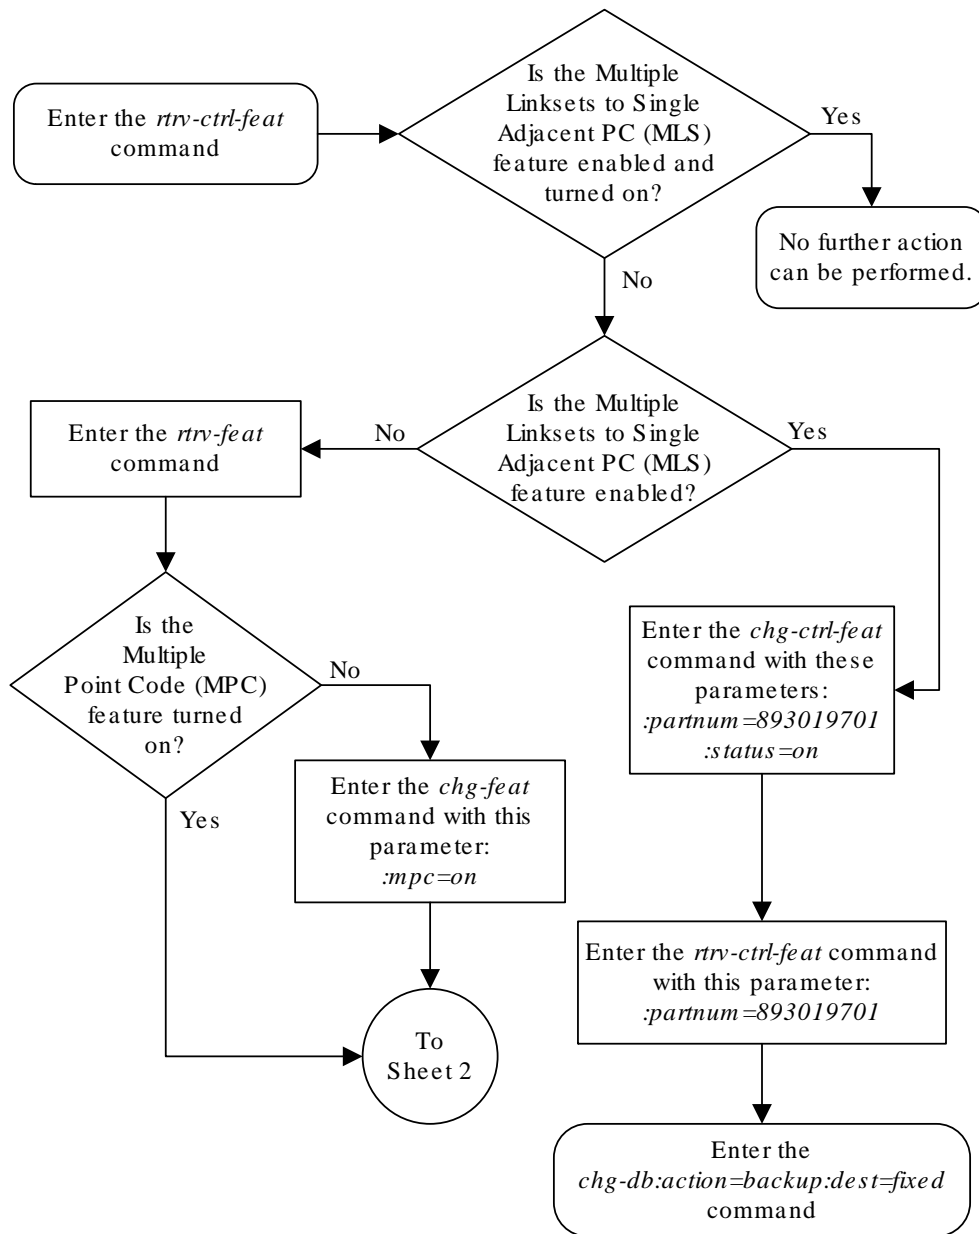 Enter the rtrv-ctrl-feat
command
Is the Multiple
Linksets to Single
Adjacent PC (MLS)
feature enabled and
turned on?
Yes
No further action
can be performed.
No
Is the Multiple
Linksets to Single
Adjacent PC (MLS)
feature enabled?
No
Yes
Enter the rtrv-feat
command
Is the
Multiple
Point Code (MPC)
feature turned
on?
No
Yes
Enter the chg-feat
command with this
parameter:
:mpc=on
To
Sheet 2
Enter the chg-ctrl-feat
command with these
parameters:
:partnum=893019701
:status=on
Enter the rtrv-ctrl-feat command
with this parameter:
:partnum=893019701
Enter the
chg-db:action=backup:dest=fixed
command